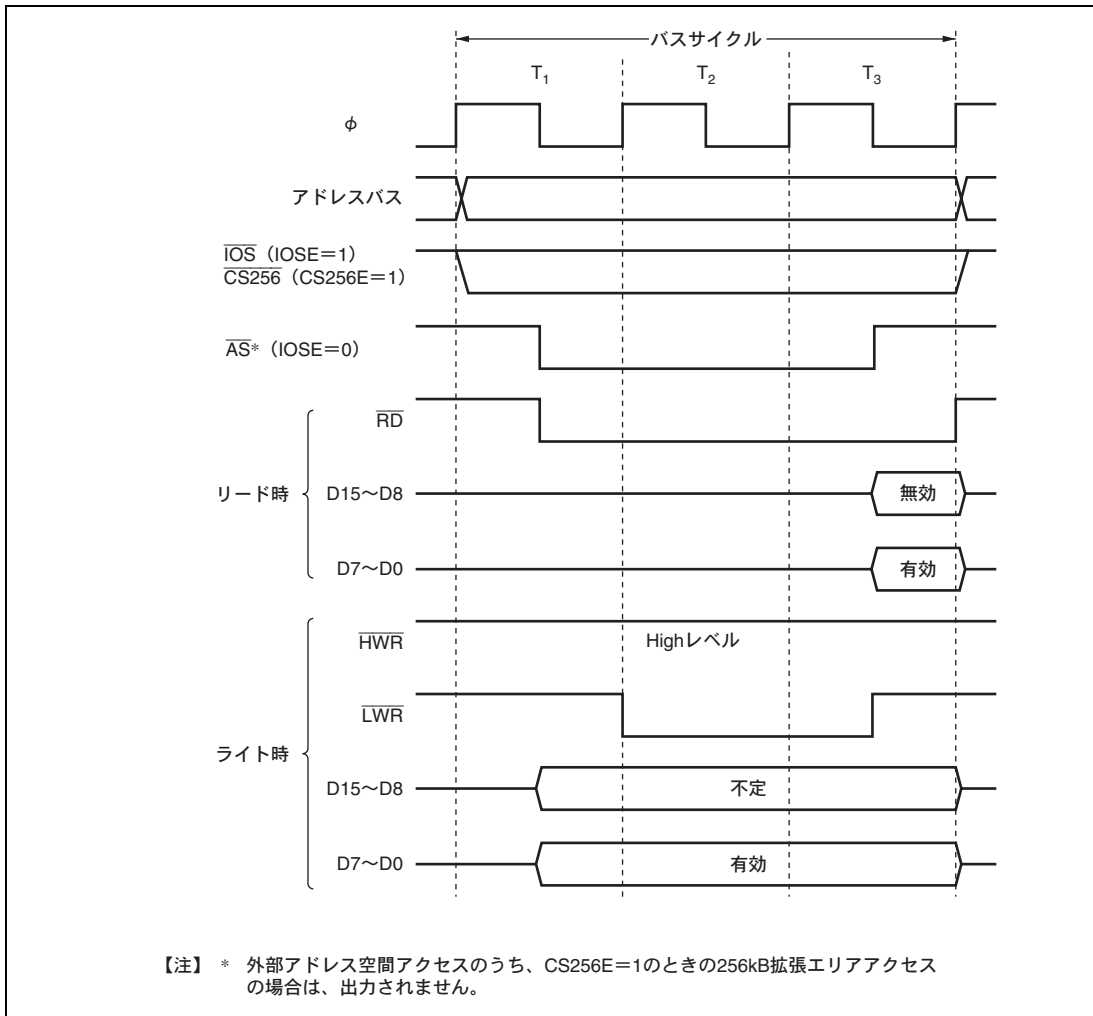 バスサイクル
T1 T2 T3
φ
アドレスバス
IOS（IOSE＝1）
CS256（CS256E＝1）
AS*（IOSE＝0）
RD
リード時
D15～D8
無効
D7～D0
有効
HWR
Highレベル
LWR
ライト時
D15～D8
不定
D7～D0
有効
【注】 * 外部アドレス空間アクセスのうち、CS256E＝1のときの256kB拡張エリアアクセス
の場合は、出力されません。